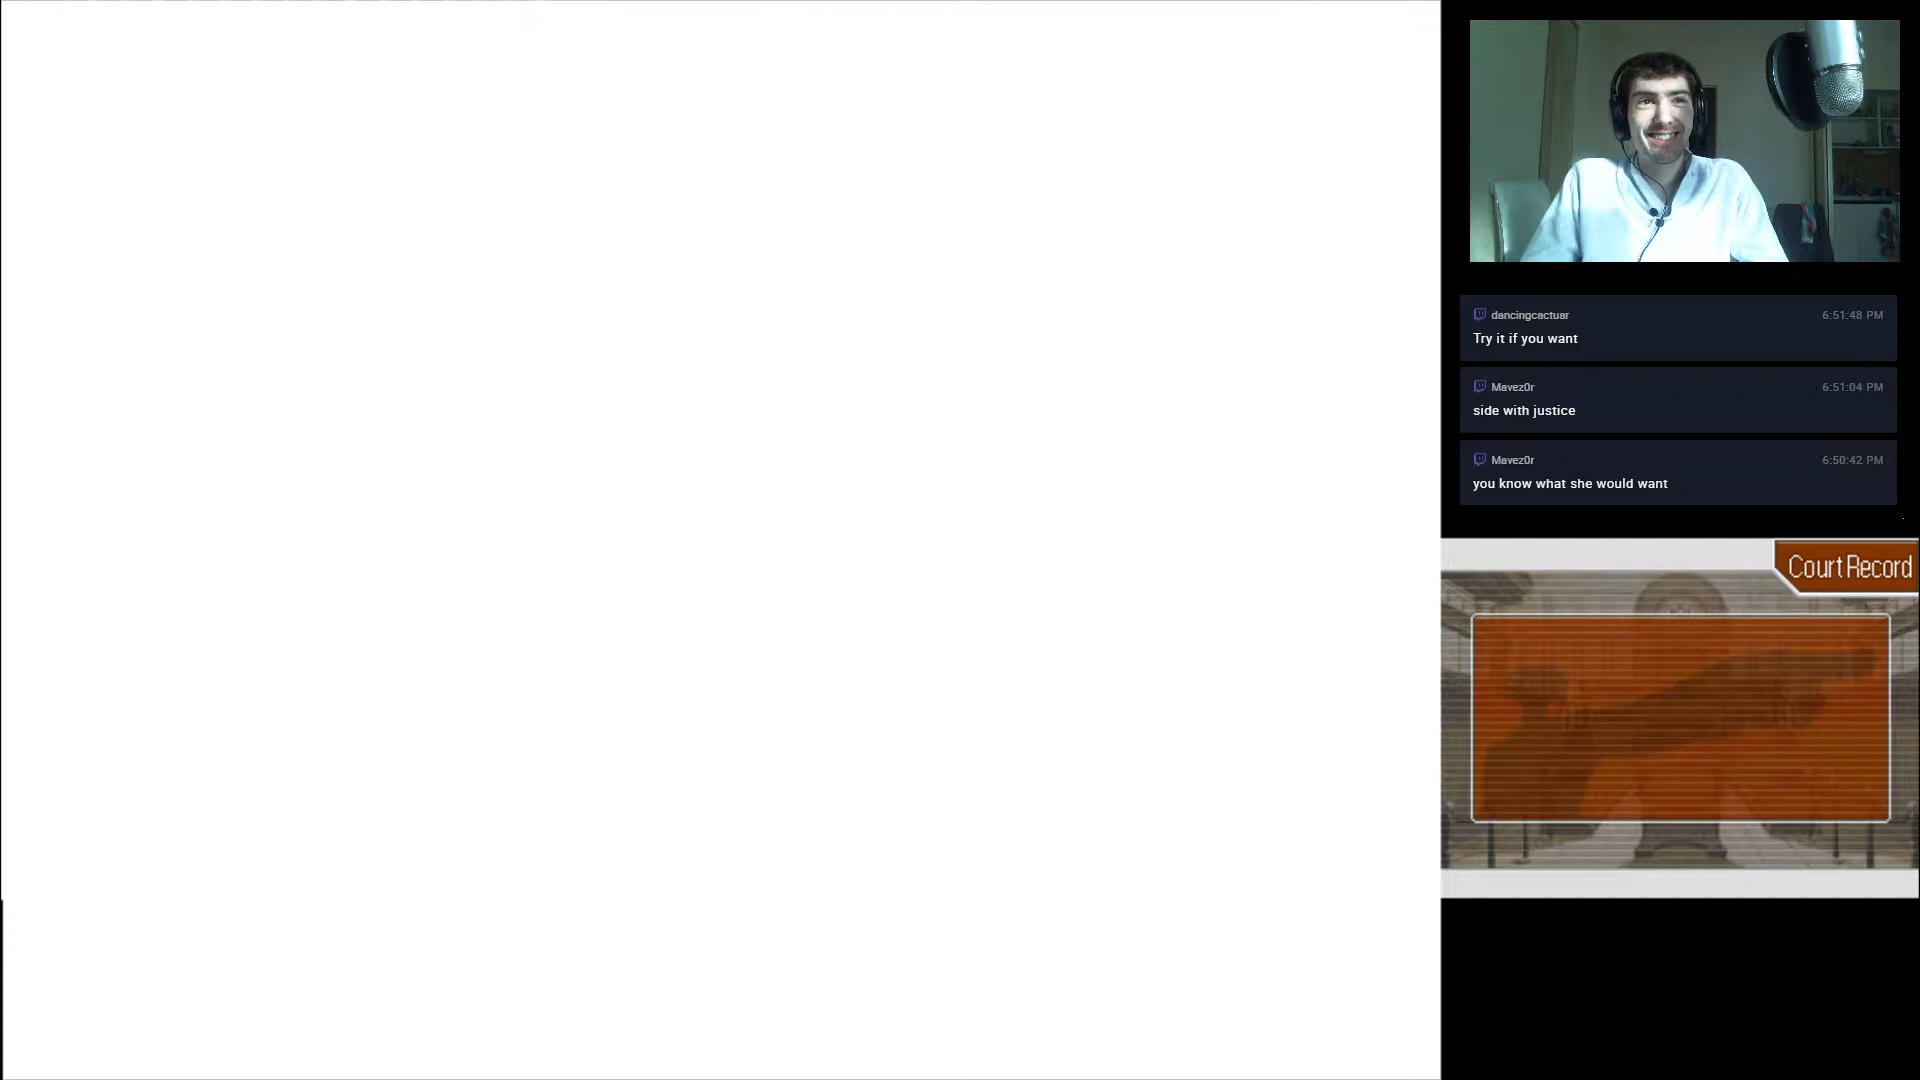 dancingcactuar 6:51:48 PM
Try it if you want
Mavez0r 6:51:04 PM
side with justice
Mavez0r 6:50:42 PM
you know what she would want
Court Record